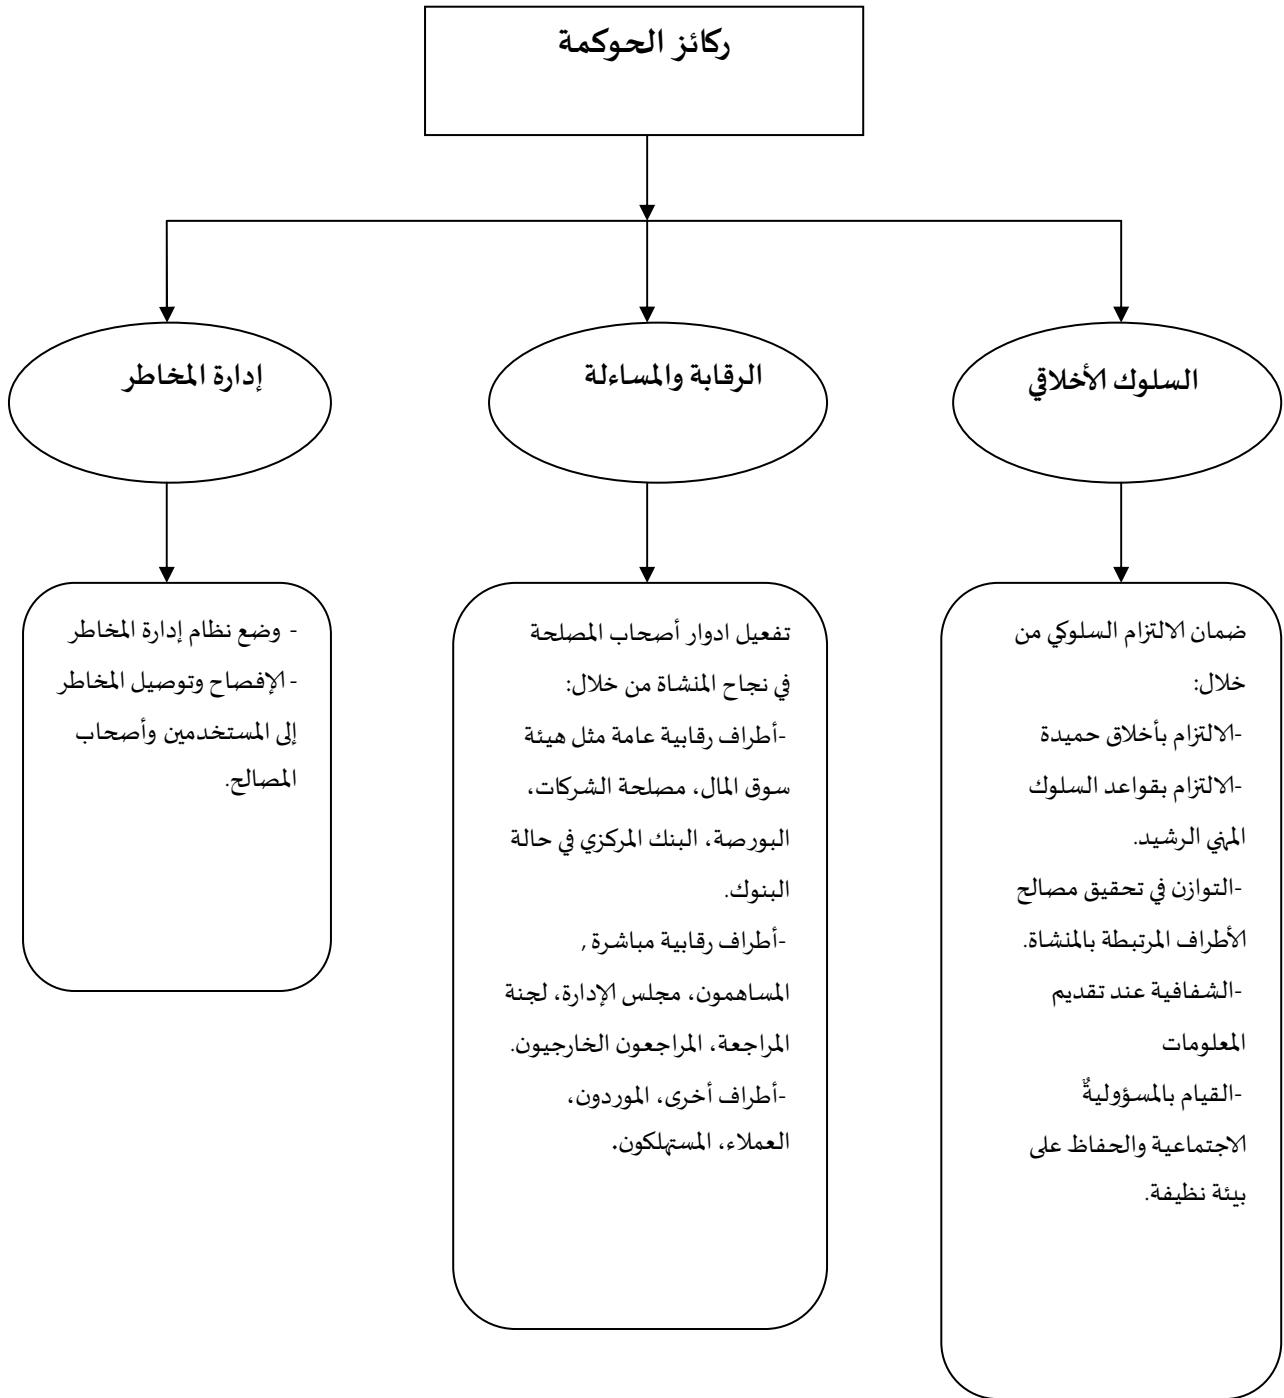 ركائز الحوكمة
السلوك الأخلاقي
الرقابة والمساءلة
إدارة المخاطر
ضمان الالتزام السلوكي من
خلال:
-الالتزام بأخلاق حميدة
-الالتزام بقواعد السلوك
المهني الرشيد.
-التوازن في تحقيق مصالح
الأطراف المرتبطة بالمنشاة.
-الشفافية عند تقديم
المعلومات
-القيام بالمسؤوليةٌ
الاجتماعية والحفاظ على
بيئة نظيفة.
تفعيل ادوار أصحاب المصلحة
في نجاح المنشاة من خلال:
-أطراف رقابية عامة مثل هيئة
سوق المال، مصلحة الشركات،
البورصة، البنك المركزي في حالة
البنوك.
-أطراف رقابية مباشرة ,
المساهمون، مجلس الإدارة، لجنة
المراجعة، المراجعون الخارجيون.
-أطراف أخرى، الموردون،
العملاء، المستهلكون.
- وضع نظام إدارة المخاطر
-الإفصاح وتوصيل المخاطر
إلى المستخدمين وأصحاب
المصالح.